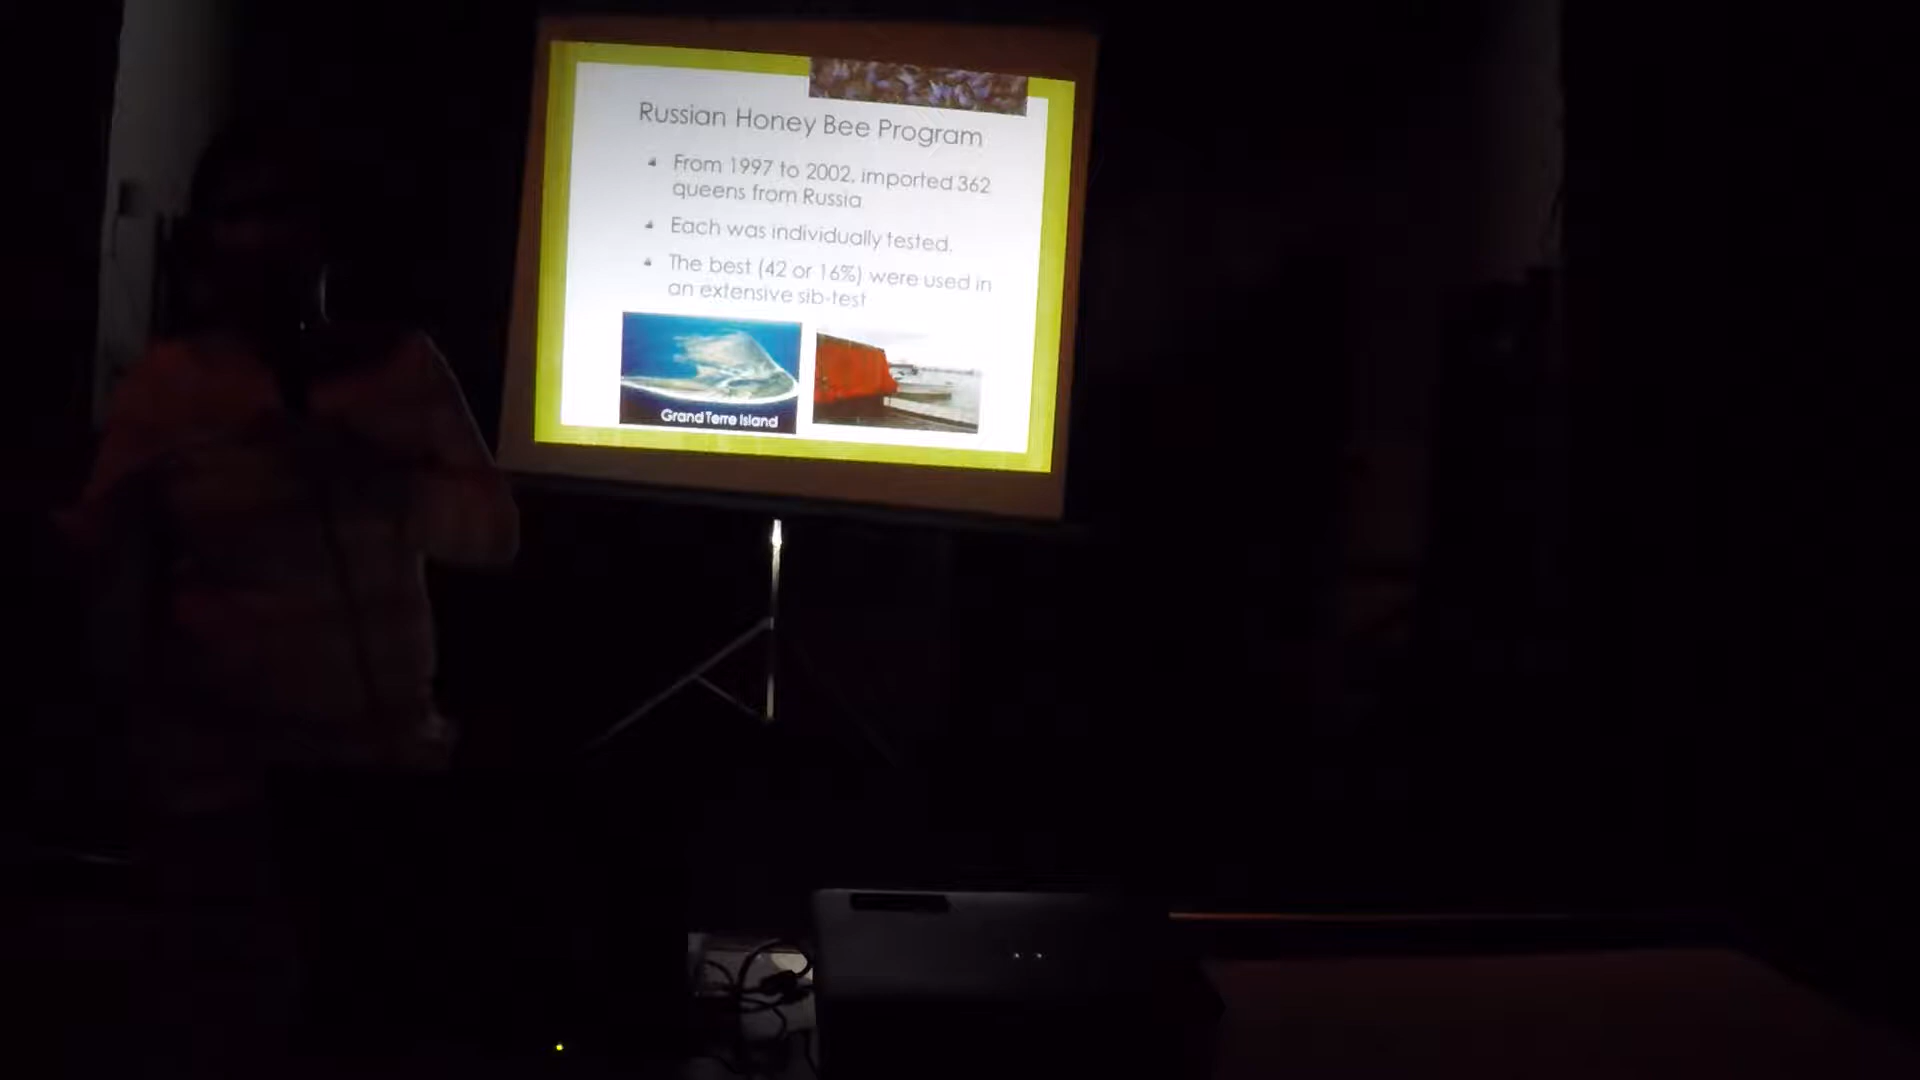 Russian Honey Bee Program
From 1997 to 2002, imported 362
queens from Russia
Each was individually tested.
The best (42 or 16%) were used in
an extensive sib-test
Grand Terre Island